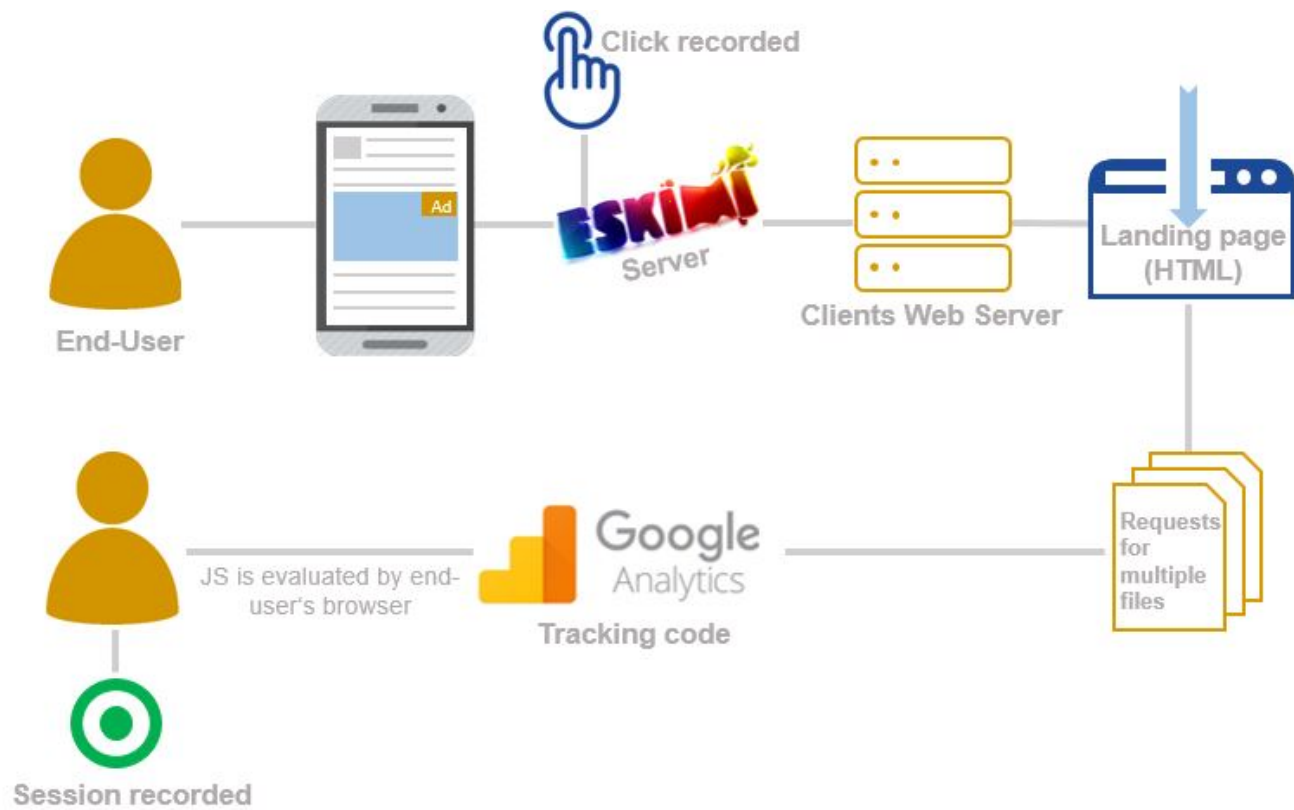 Click recorded
Ad
ESKIMI
Server
Landing page
(HTML)
Clients Web Server
End-User
Requests
for
multiple
files
Google
Analytics
JS is evaluated by end-
user's browser
Tracking code
Session recorded